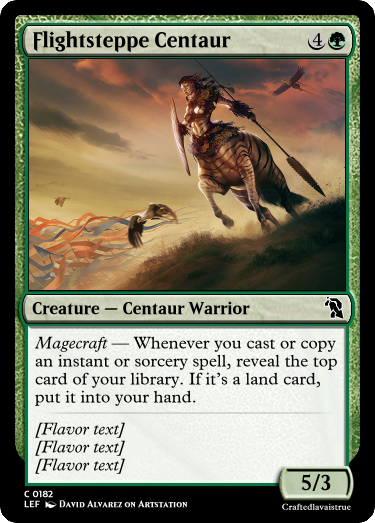 Flightsteppe Centaur 4
Creature — Centaur Warrior
Magecraft — Whenever you cast or copy
an instant or sorcery spell, reveal the top
card of your library. If it's a land card,
put it into your hand.
[Flavor text]
[Flavor text]
[Flavor text]
5/3
C 0182
LEF DAVID ALVAREZ ON ARTSTATION
Craftedlavaistrue